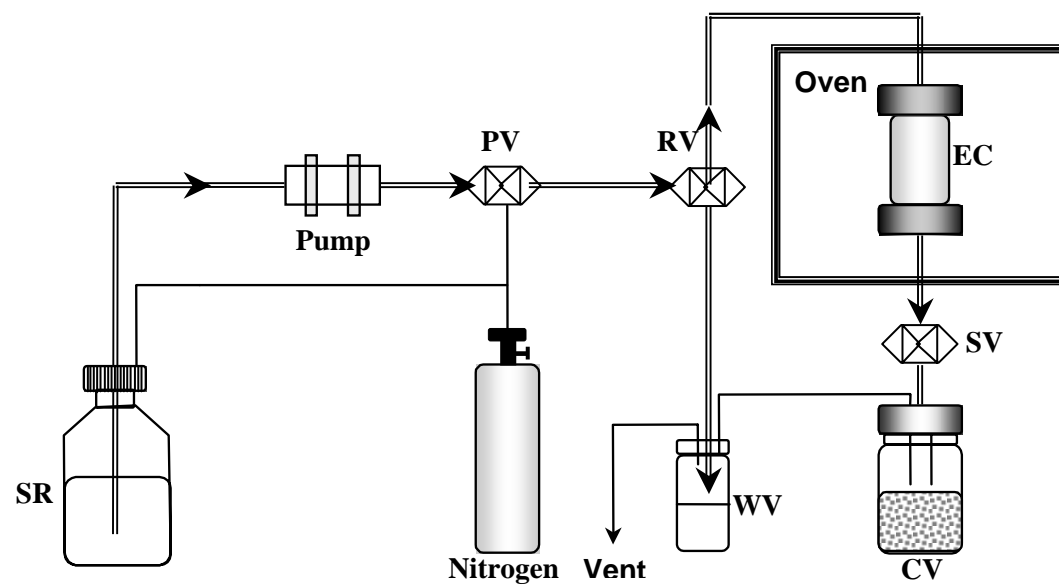 Oven
PV
RV
EC
Pump
SV
SR
WV
Nitrogen
Vent
CV